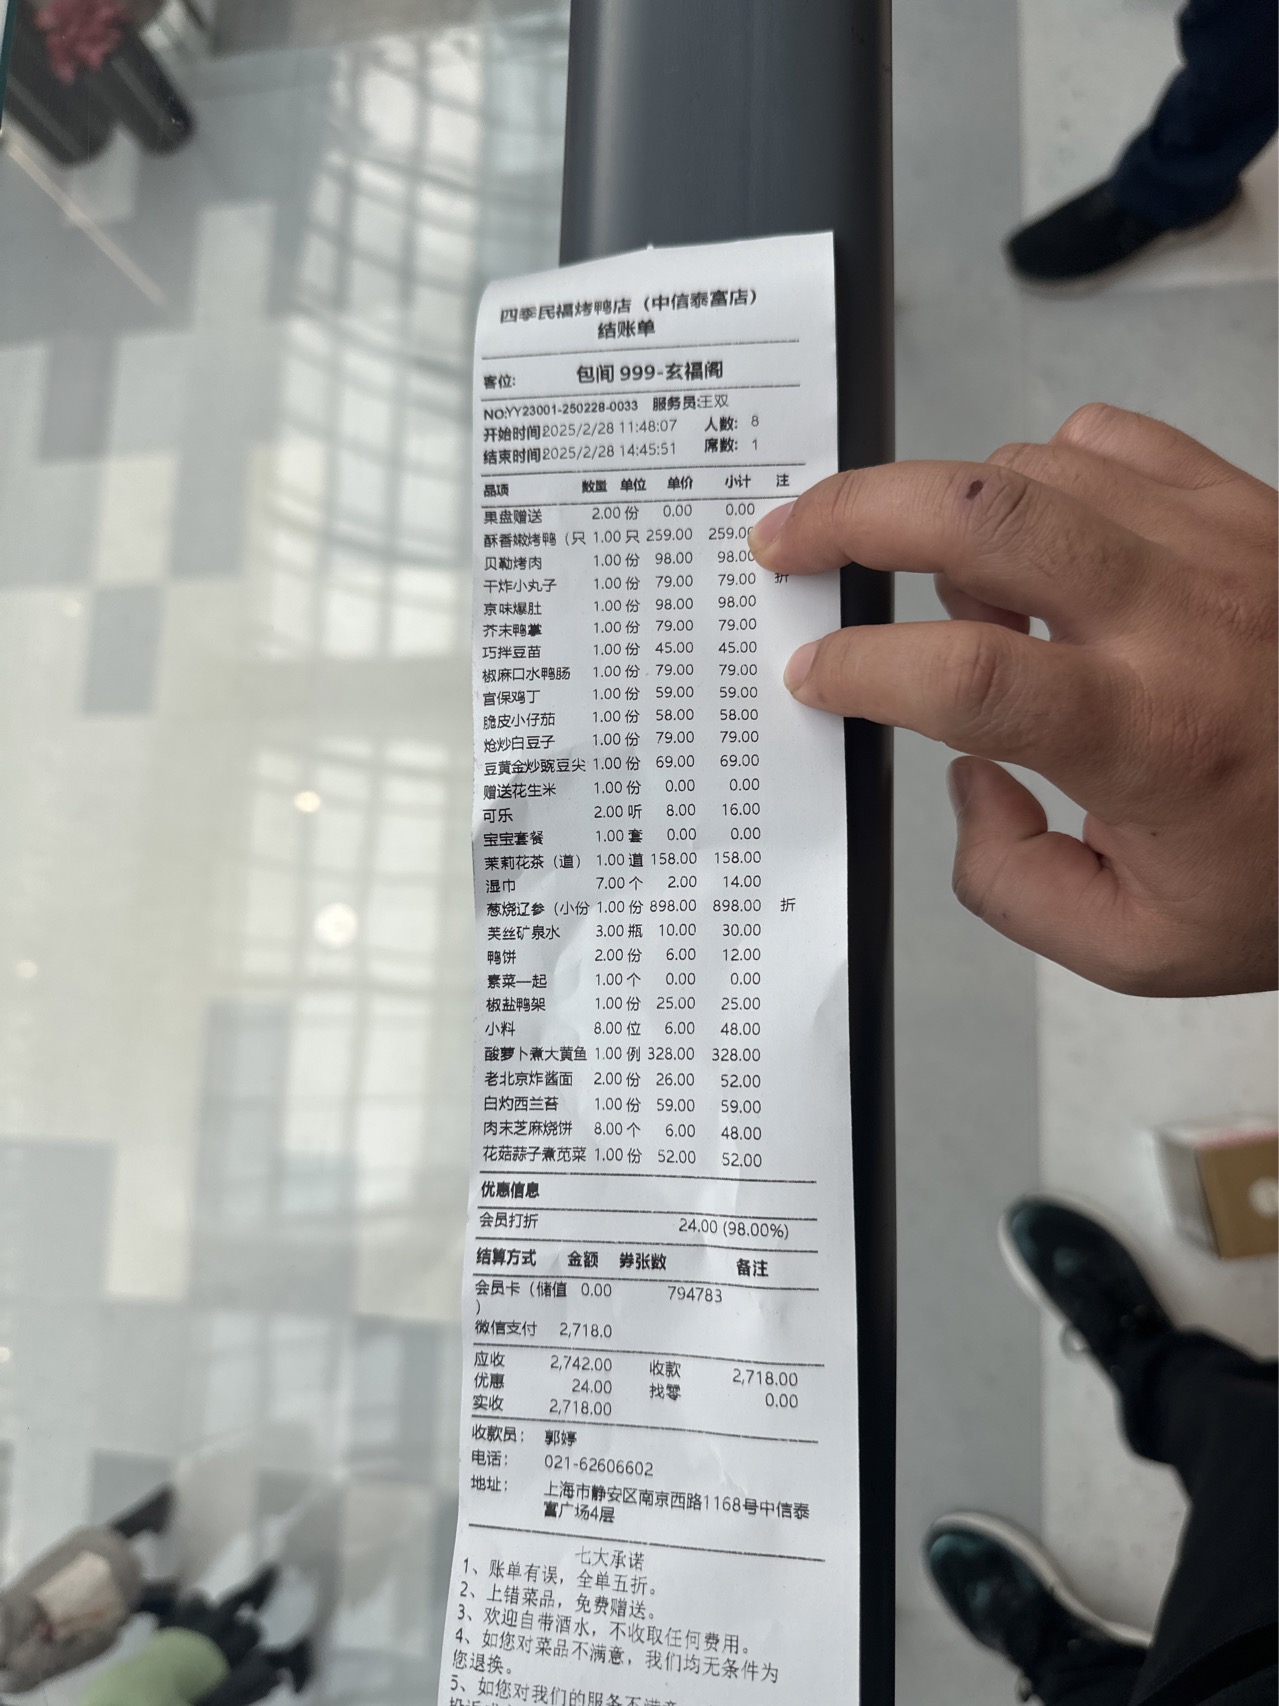 四季民福烤鸭店（中信泰富店）
结账单
客位： 包间 999-玄福阁
NO:YY23001-250228-0033 服务员:王双
开始时间2025/2/28 11:48:07 人数: 8
结束时间2025/2/28 14:45:51 席数: 1
品项 数量 单位 单价 小计 注
果盘赠送 2.00 份 0.00 0.00
酥香嫩烤鸭（只 1.00 只 259.00 259.00
贝勒烤肉 1.00 份 98.00 98.00
干炸小丸子 1.00 份 79.00 79.00 折
京味爆肚 1.00 份 98.00 98.00
芥末鸭掌 1.00 份 79.00 79.00
巧拌豆苗 1.00 份 45.00 45.00
椒麻口水鸭肠 1.00 份 79.00 79.00
宫保鸡丁 1.00 份 59.00 59.00
脆皮小仔茄 1.00 份 58.00 58.00
炝炒白豆子 1.00 份 79.00 79.00
豆黄金炒豌豆尖 1.00 份 69.00 69.00
赠送花生米 1.00 份 0.00 0.00
可乐 2.00 听 8.00 16.00
宝宝套餐 1.00 套 0.00 0.00
茉莉花茶（道） 1.00 道 158.00 158.00
湿巾 7.00 个 2.00 14.00
葱烧辽参（小份 1.00 份 898.00 898.00 折
芙丝矿泉水 3.00 瓶 10.00 30.00
鸭饼 2.00 份 6.00 12.00
素菜一起 1.00 个 0.00 0.00
椒盐鸭架 1.00 份 25.00 25.00
小料 8.00 位 6.00 48.00
酸萝卜煮大黄鱼 1.00 例 328.00 328.00
老北京炸酱面 2.00 份 26.00 52.00
白灼西兰苔 1.00 份 59.00 59.00
肉末芝麻烧饼 8.00 个 6.00 48.00
花菇蒜子煮苋菜 1.00 份 52.00 52.00
优惠信息
会员打折 24.00 (98.00%)
结算方式 金额 券张数 备注
会员卡（储值 0.00 794783
）
微信支付 2,718.0
应收 2,742.00 收款 2,718.00
优惠 24.00 找零 0.00
实收 2,718.00
收款员： 郭婷
电话： 021-62606602
地址： 上海市静安区南京西路1168号中信泰
富广场4层
七大承诺
1、账单有误，全单五折。
2、上错菜品，免费赠送。
3、欢迎自带酒水，不收取任何费用。
4、如您对菜品不满意，我们均无条件为
您退换。
5、如您对我们的服务不满意